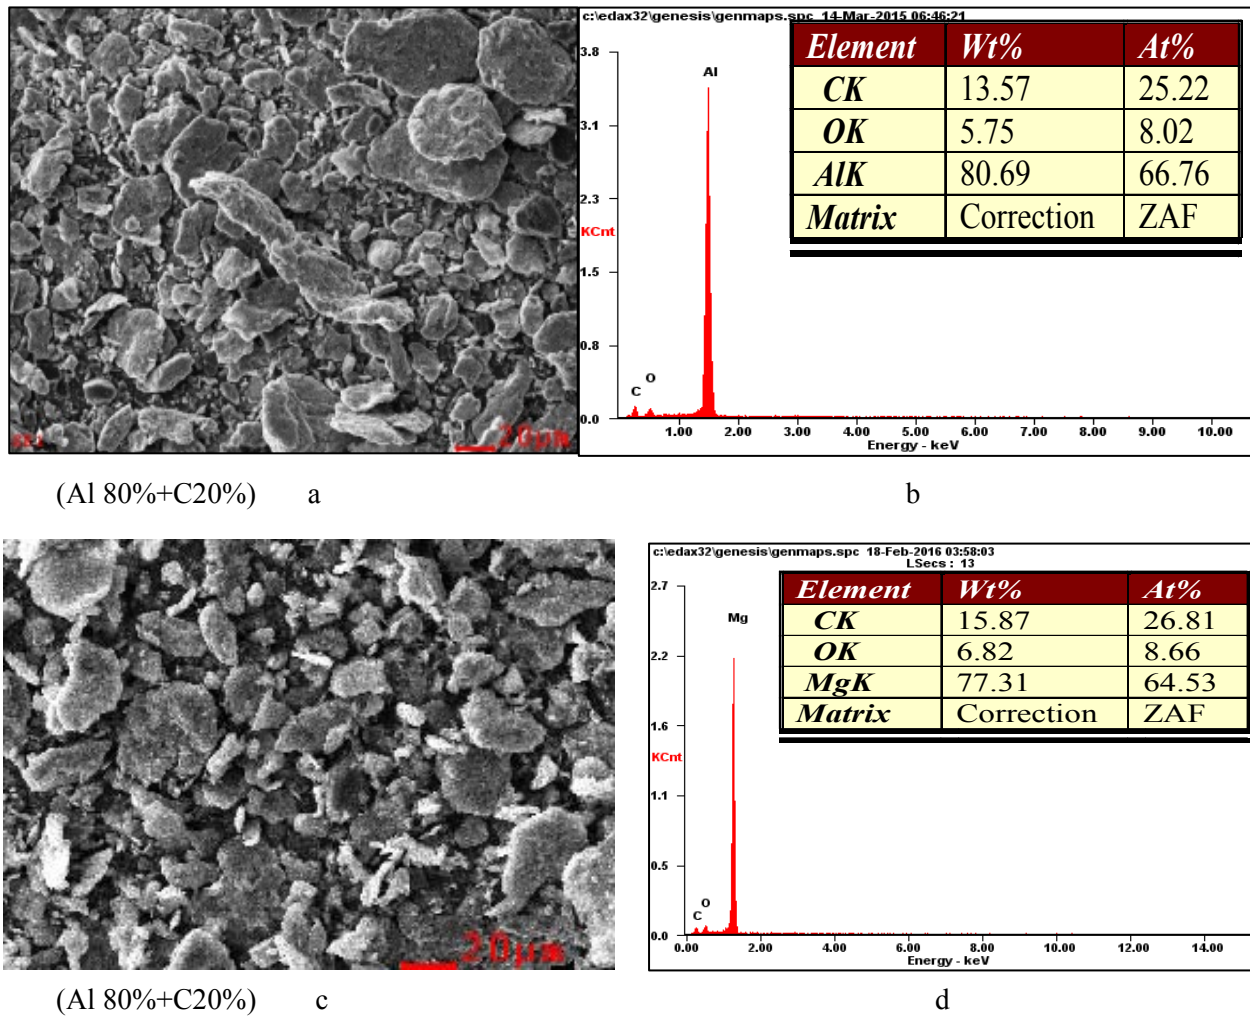 c:\edax32\genesis\genmaps.spc 14-Mar-2015 06:46:21
Element Wt% At%
CK 13.57 25.22
OK 5.75 8.02
AlK 80.69 66.76
Matrix Correction ZAF
3.8
3.1
2.3
KCnt
1.5
0.8
0.0
Al
C
O
1.00 2.00 3.00 4.00 5.00 6.00 7.00 8.00 9.00 10.00
Energy - keV
20µm
(Al 80%+C20%) a
b
c:\edax32\genesis\genmaps.spc 18-Feb-2016 03:58:03
LSecs : 13
Element Wt% At%
CK 15.87 26.81
OK 6.82 8.66
MgK 77.31 64.53
Matrix Correction ZAF
2.7
2.2
1.6
KCnt
1.1
0.5
0.0
Mg
C
O
0.00 2.00 4.00 6.00 8.00 10.00 12.00 14.00
Energy - keV
20µm
(Al 80%+C20%) c
d